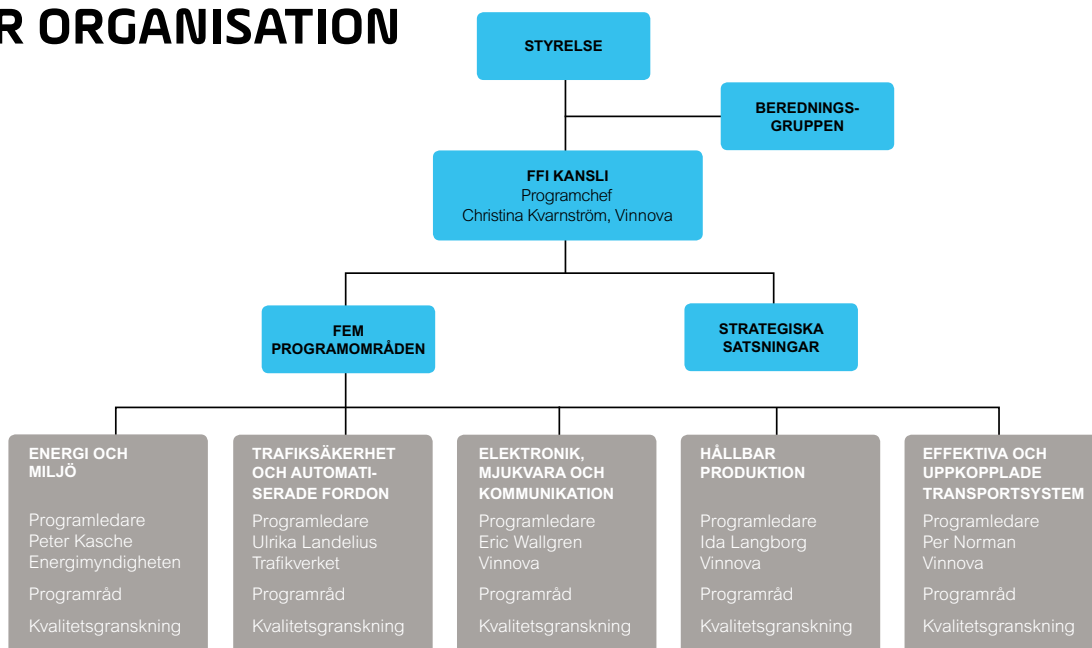 R ORGANISATION
STYRELSE
BEREDNINGS-
GRUPPEN
FFI KANSLI
Programchef
Christina Kvarnström, Vinnova
FEM
PROGRAMOMRÅDEN
STRATEGISKA
SATSNINGAR
ENERGI OCH
MILJÖ
Programledare
Peter Kasche
Energimyndigheten
Programråd
Kvalitetsgranskning
TRAFIKSÄKERHET
OCH AUTOMATI-
SERADE FORDON
Programledare
Ulrika Landelius
Trafikverket
Programråd
Kvalitetsgranskning
ELEKTRONIK,
MJUKVARA OCH
KOMMUNIKATION
Programledare
Eric Wallgren
Vinnova
Programråd
Kvalitetsgranskning
HÅLLBAR
PRODUKTION
Programledare
Ida Langborg
Vinnova
Programråd
Kvalitetsgranskning
EFFEKTIVA OCH
UPPKOPPLADE
TRANSPORTSYSTEM
Programledare
Per Norman
Vinnova
Programråd
Kvalitetsgranskning